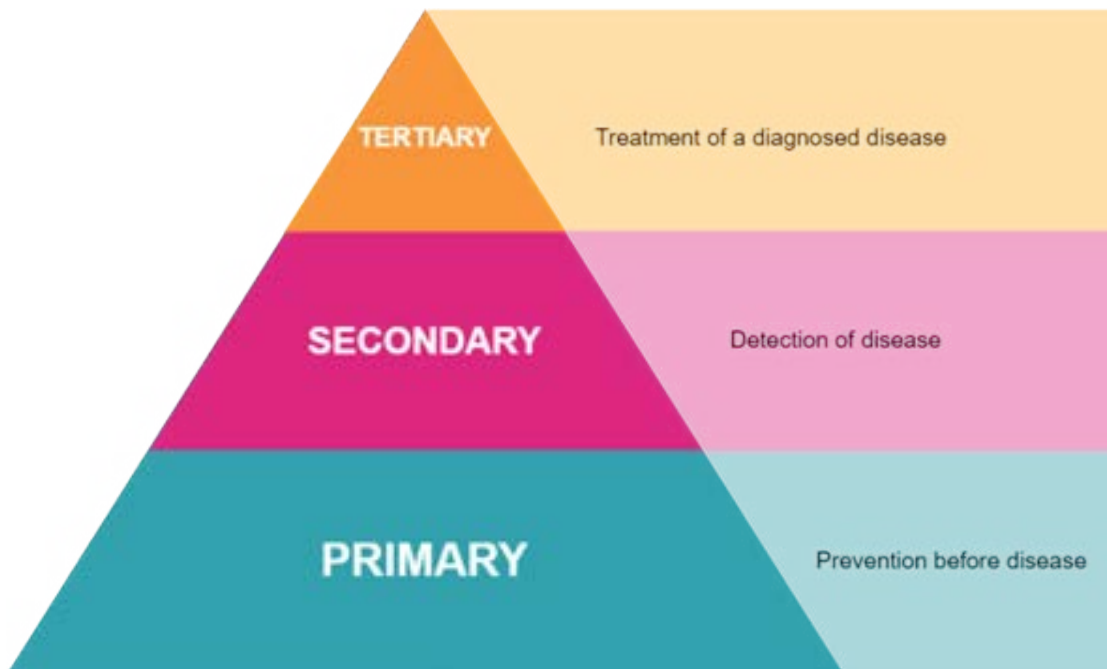 TERTIARY
Treatment of a diagnosed disease
SECONDARY
Detection of disease
PRIMARY
Prevention before disease